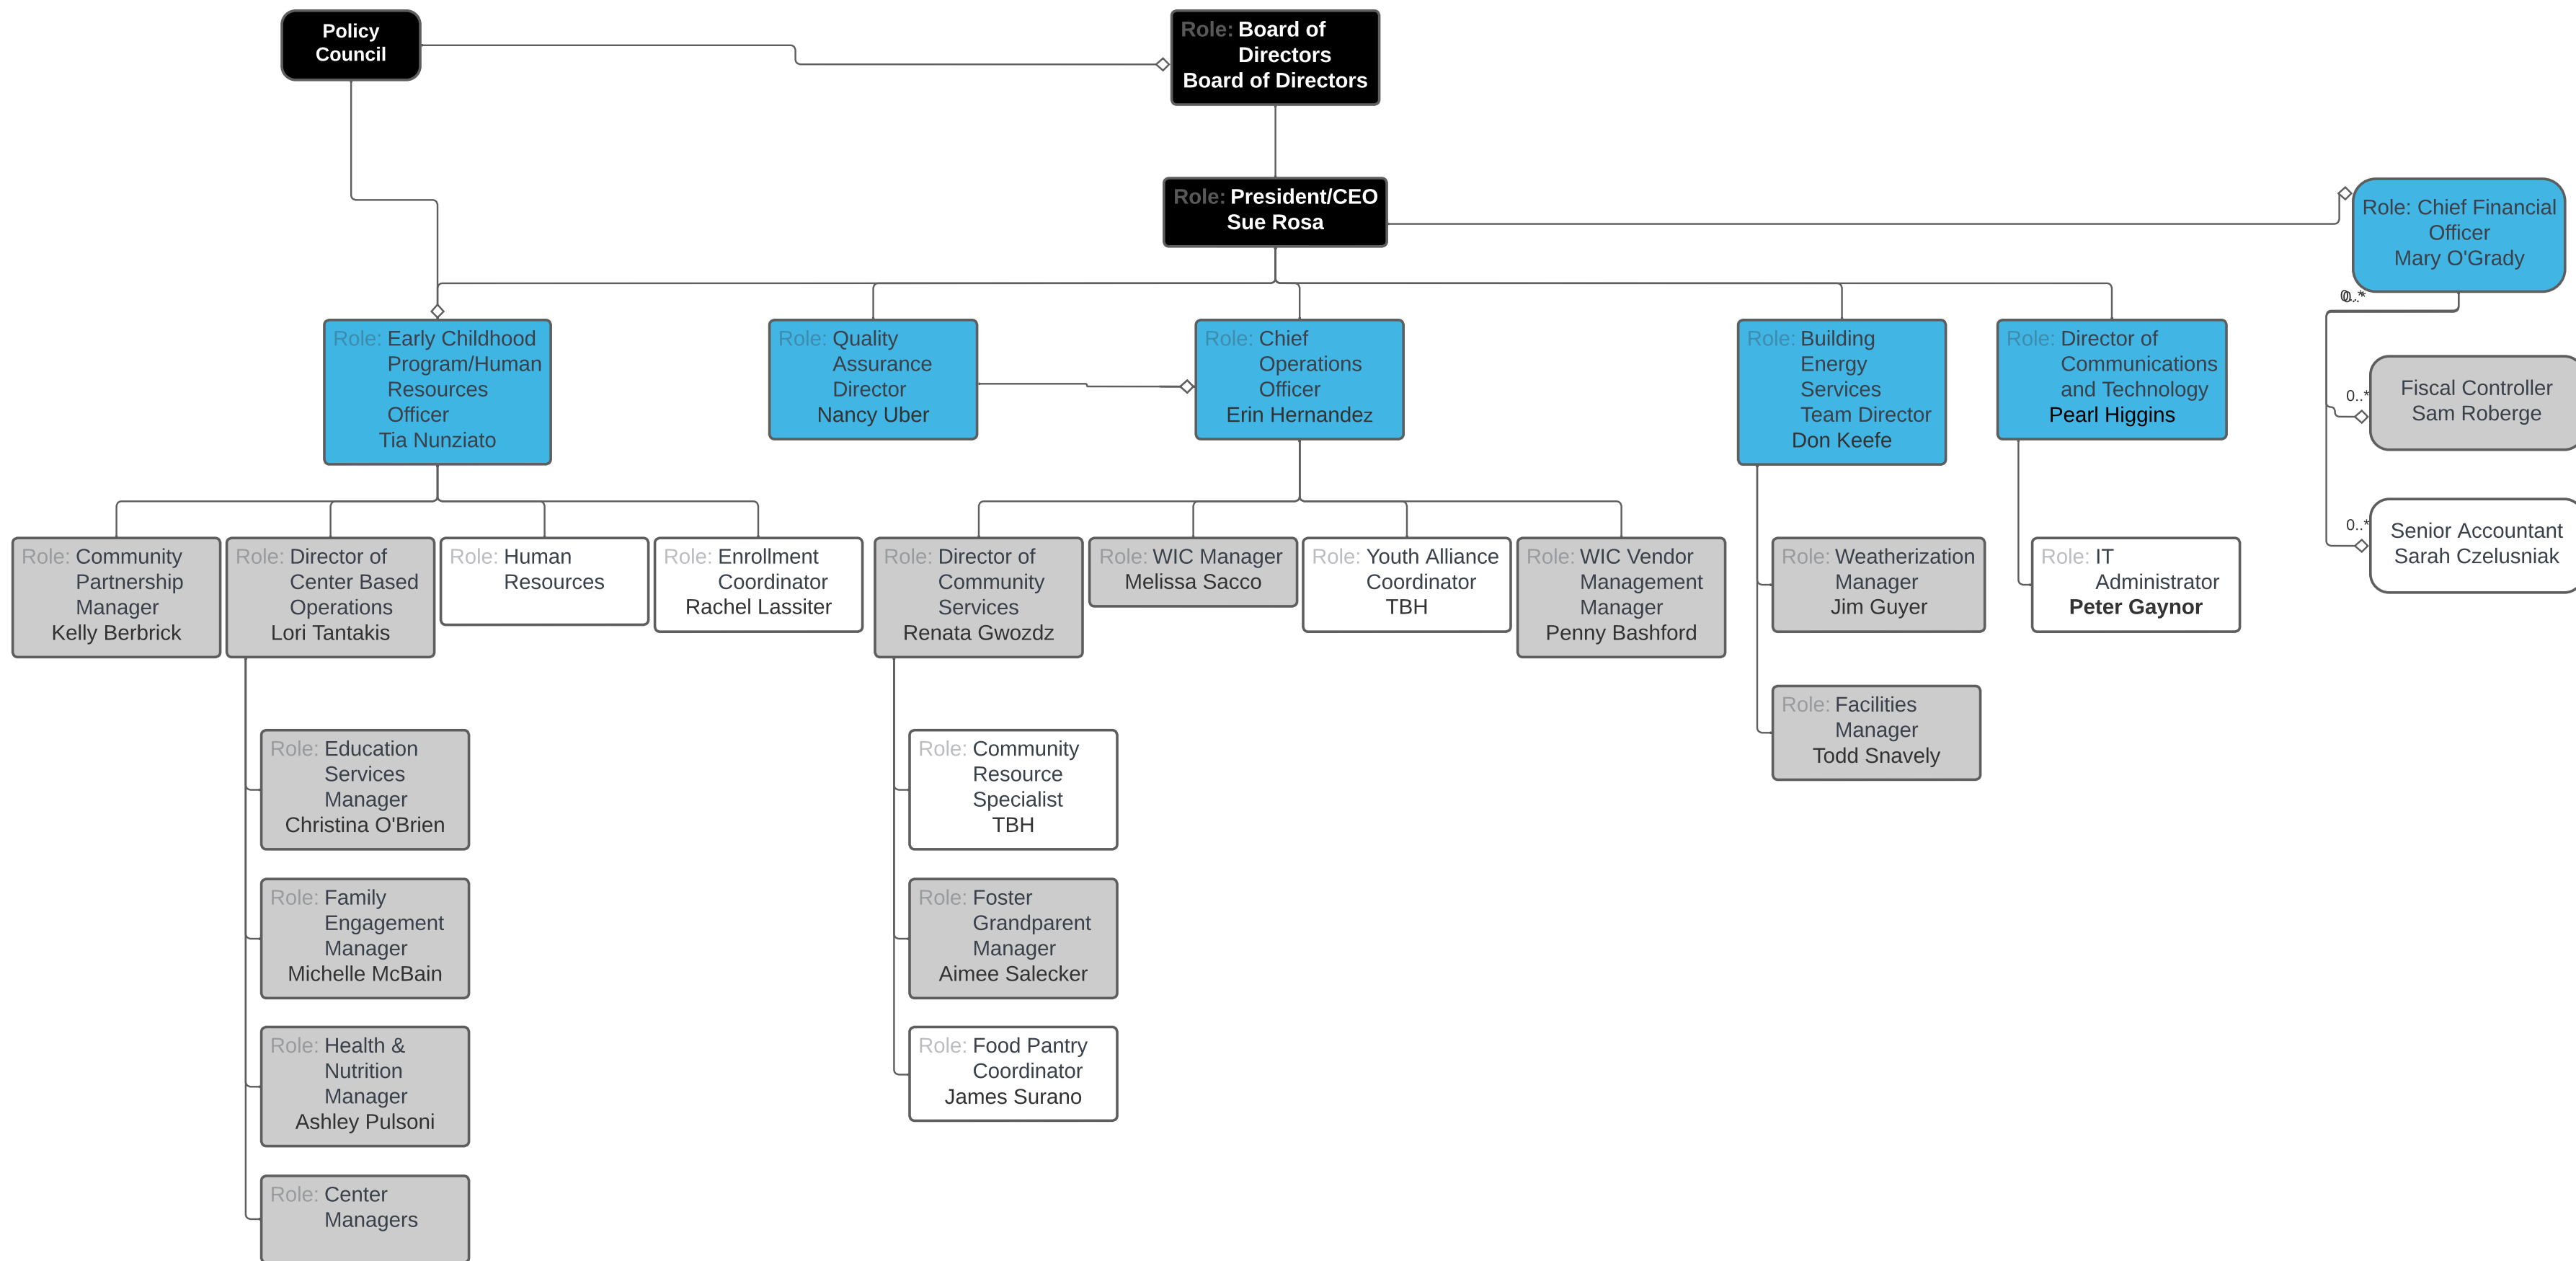 Policy
Council
Role: Board of
Directors
Board of Directors
Role: President/CEO
Sue Rosa
Role: Chief Financial
Officer
Mary O'Grady
Role: Early Childhood
Program/Human
Resources
Officer
Tia Nunziato
Role: Quality
Assurance
Director
Nancy Uber
Role: Chief
Operations
Officer
Erin Hernandez
Role: Building
Energy
Services
Team Director
Don Keefe
Role: Director of
Communications
and Technology
Pearl Higgins
0..*
Fiscal Controller
Sam Roberge
0..*
Senior Accountant
Sarah Czelusniak
Role: Community
Partnership
Manager
Kelly Berbrick
Role: Director of
Center Based
Operations
Lori Tantakis
Role: Human
Resources
Role: Enrollment
Coordinator
Rachel Lassiter
Role: Director of
Community
Services
Renata Gwozdz
Role: WIC Manager
Melissa Sacco
Role: Youth Alliance
Coordinator
TBH
Role: WIC Vendor
Management
Manager
Penny Bashford
Role: Weatherization
Manager
Jim Guyer
Role: IT
Administrator
Peter Gaynor
Role: Facilities
Manager
Todd Snavely
Role: Education
Services
Manager
Christina O'Brien
Role: Family
Engagement
Manager
Michelle McBain
Role: Health &
Nutrition
Manager
Ashley Pulsoni
Role: Center
Managers
Role: Community
Resource
Specialist
TBH
Role: Foster
Grandparent
Manager
Aimee Salecker
Role: Food Pantry
Coordinator
James Surano